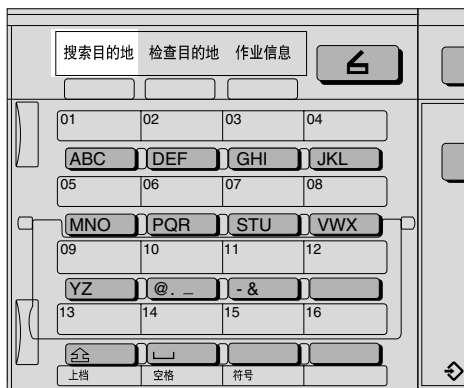 搜索目的地 检查目的地 作业信息
01 02 03 04
ABC DEF GHI JKL
05 06 07 08
MNO PQR STU VWX
09 10 11 12
YZ @. _ - &
13 14 15 16
上档 空格 符号